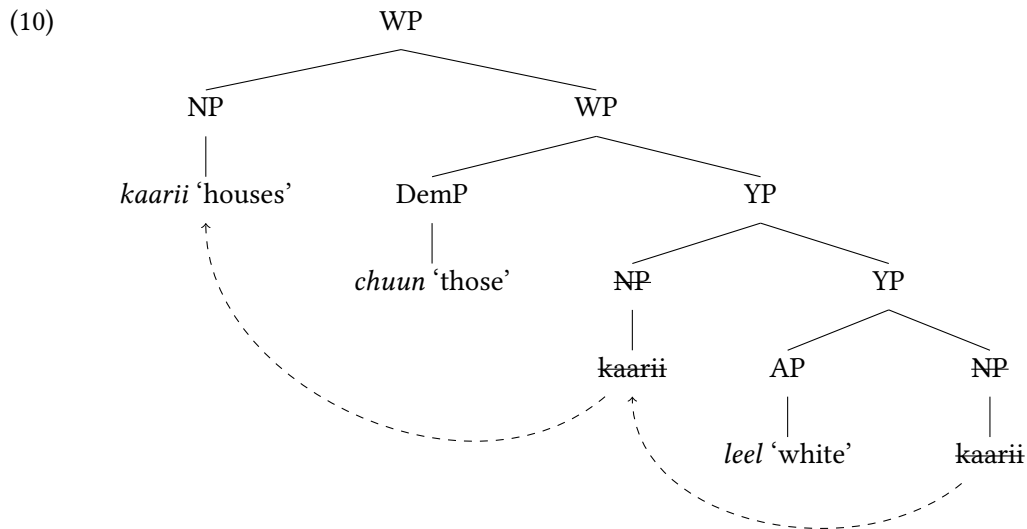 (10) WP
NP WP
kaarii ‘houses’ DemP YP
chuun ‘those’ NP YP
kaarii AP NP
leel ‘white’ kaarii